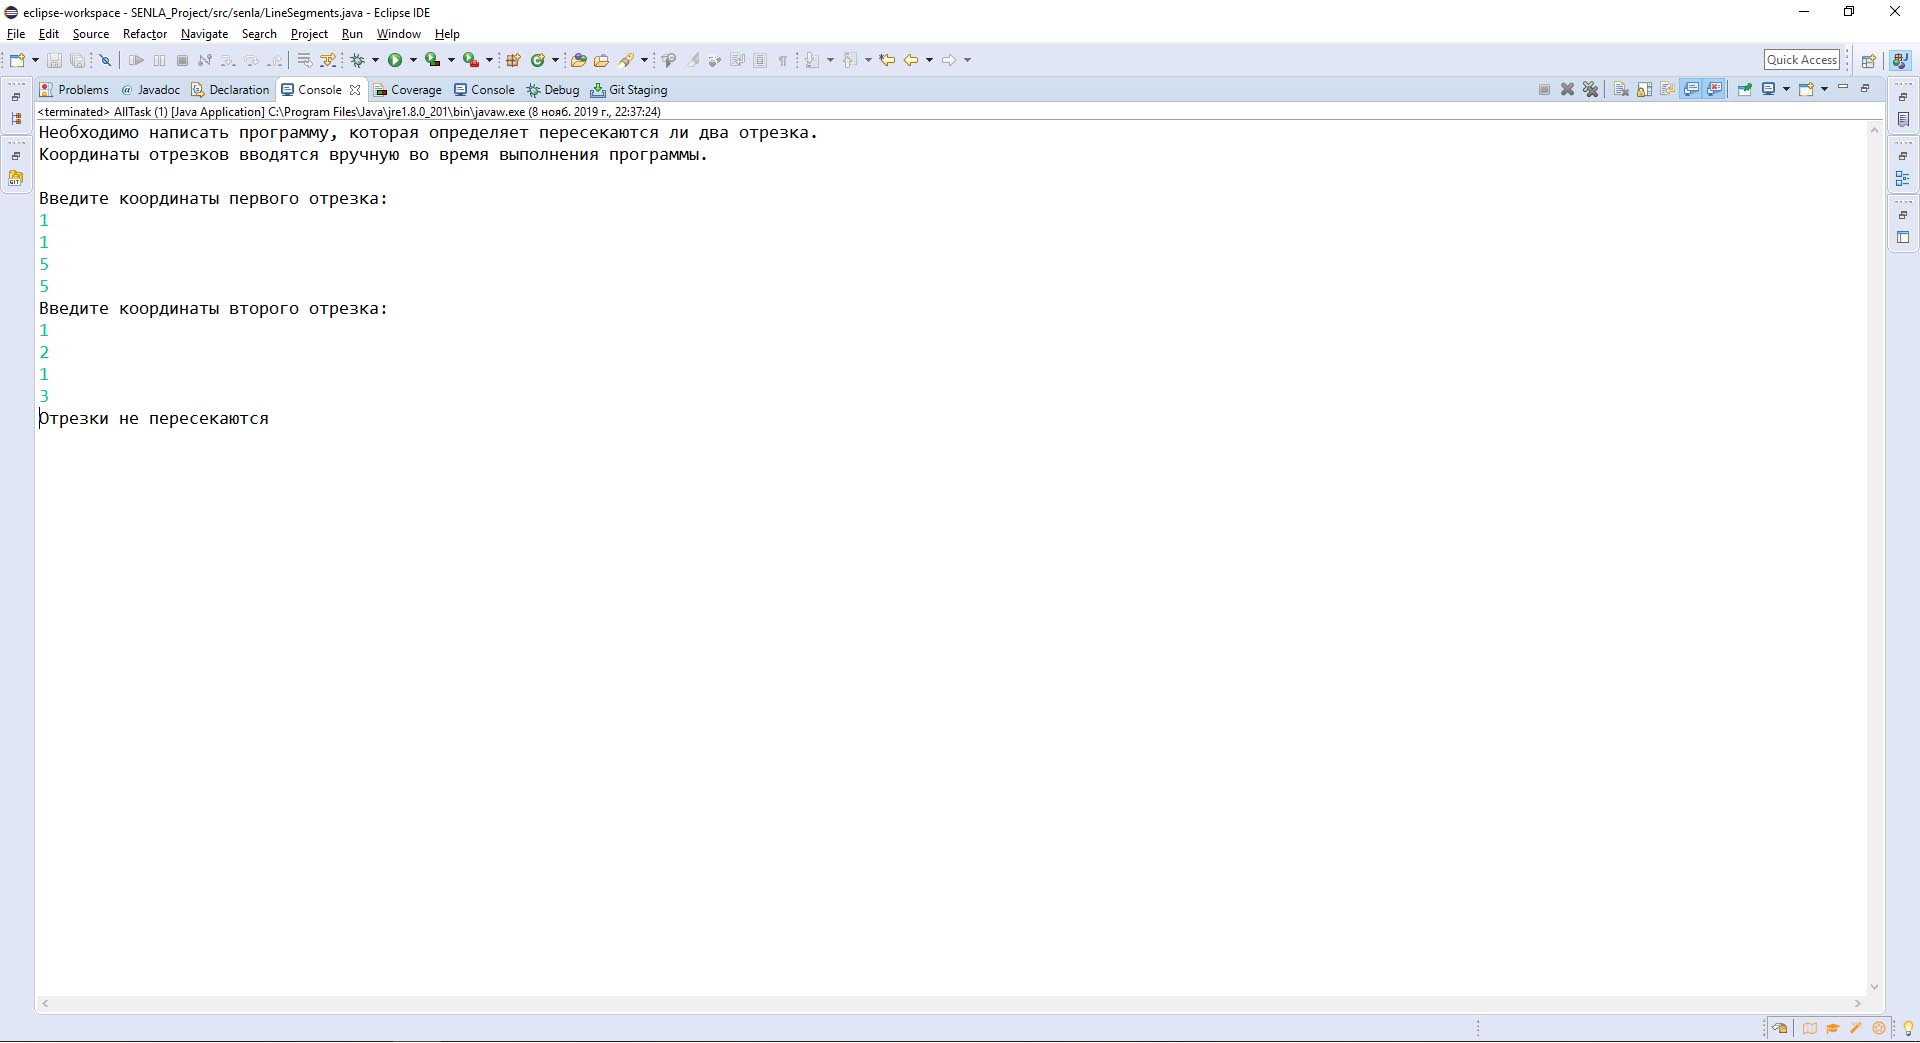 eclipse-workspace - SENLA_Project/src/senla/LineSegments.java - Eclipse IDE
File Edit Source Refactor Navigate Search Project Run Window Help
Quick Access
Problems @ Javadoc Declaration Console Coverage Console Debug Git Staging
<terminated> AllTask (1) [Java Application] C:\Program Files\Java\jre1.8.0_201\bin\javaw.exe (8 нояб. 2019 г., 22:37:24)
Необходимо написать программу, которая определяет пересекаются ли два отрезка.
Координаты отрезков вводятся вручную во время выполнения программы.
Введите координаты первого отрезка:
1
1
5
5
Введите координаты второго отрезка:
1
2
1
3
Отрезки не пересекаются